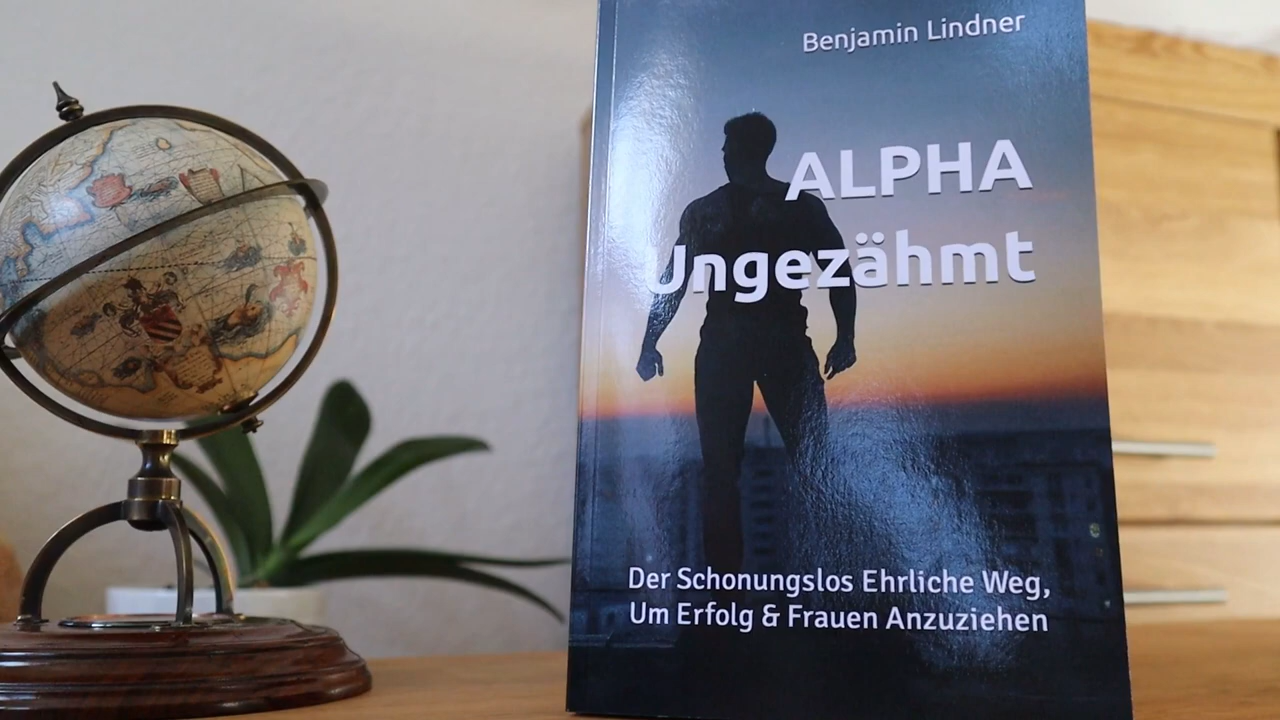 Benjamin Lindner
ALPHA
Ungezähmt
Der Schonungslos Ehrliche Weg,
Um Erfolg & Frauen Anzuziehen